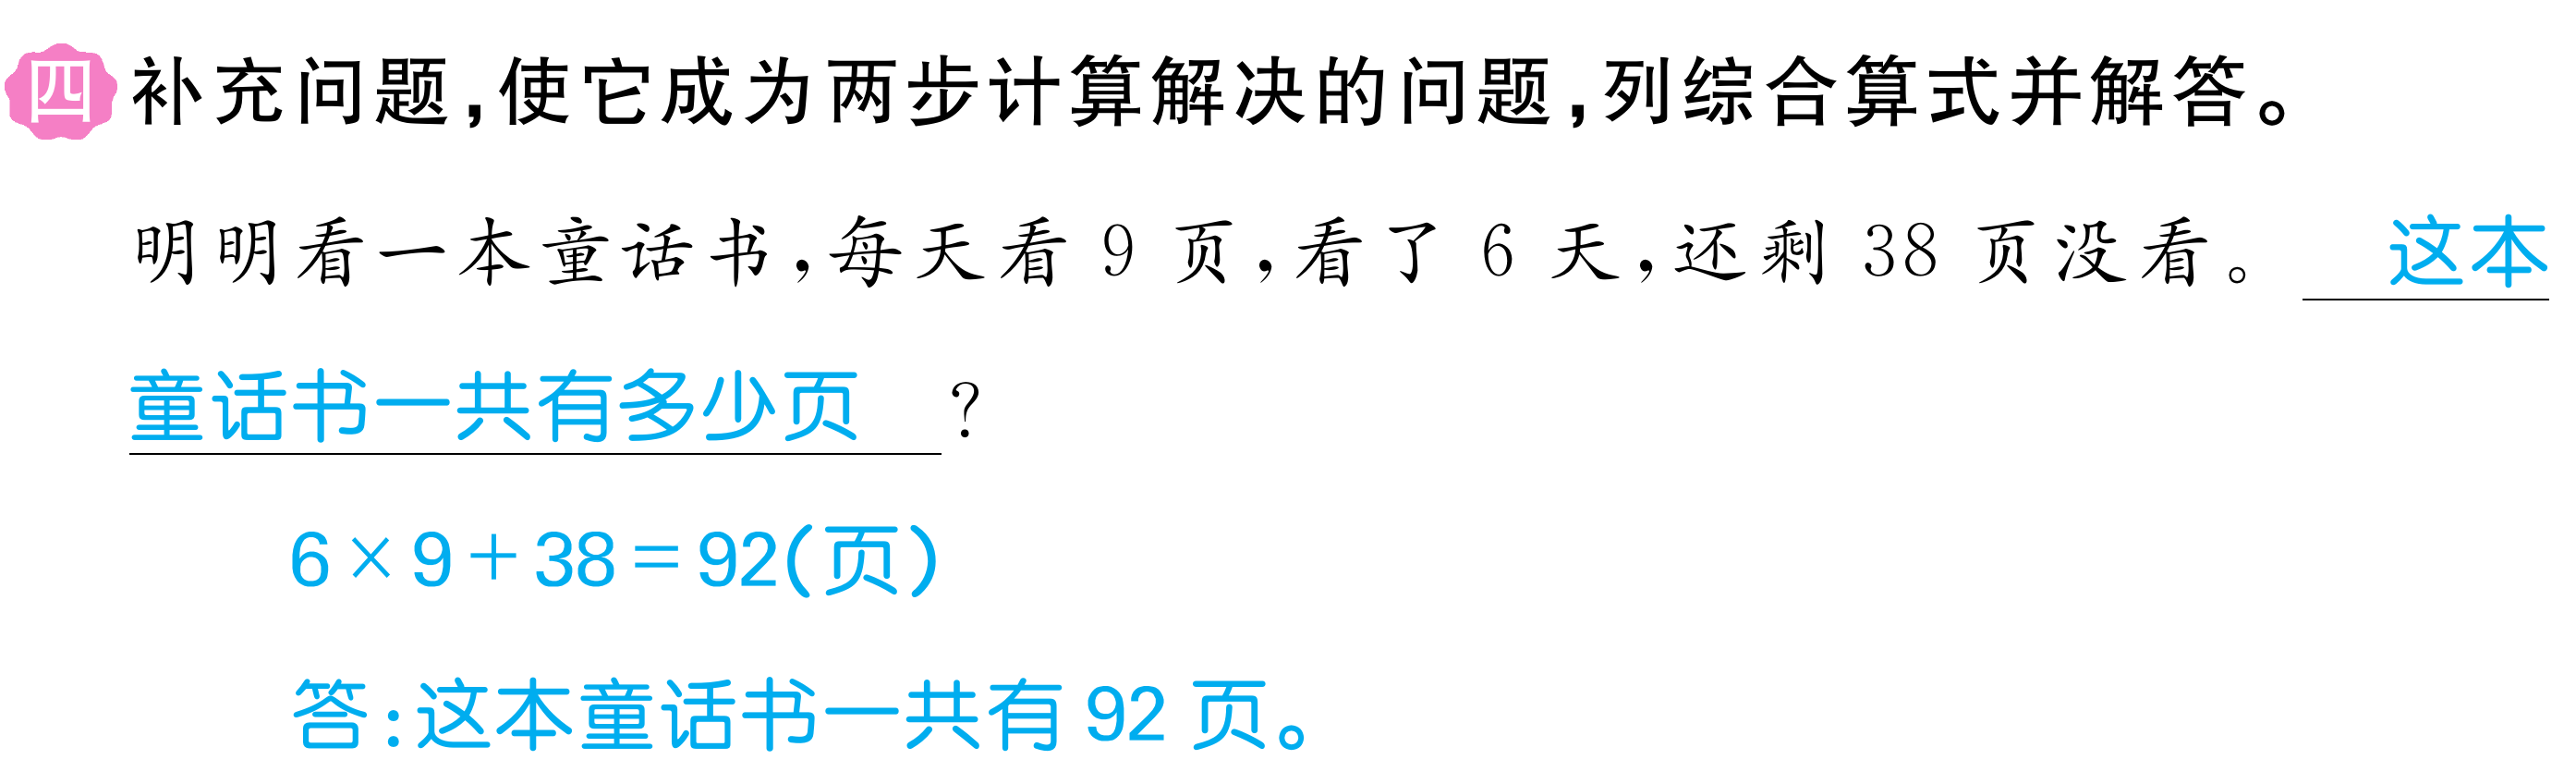 四 补充问题,使它成为两步计算解决的问题,列综合算式并解答。
明明看一本童话书,每天看 9 页,看了 6 天,还剩 38 页没看。 这本
童话书一共有多少页 ?
6×9+38=92(页)
答:这本童话书一共有 92 页。